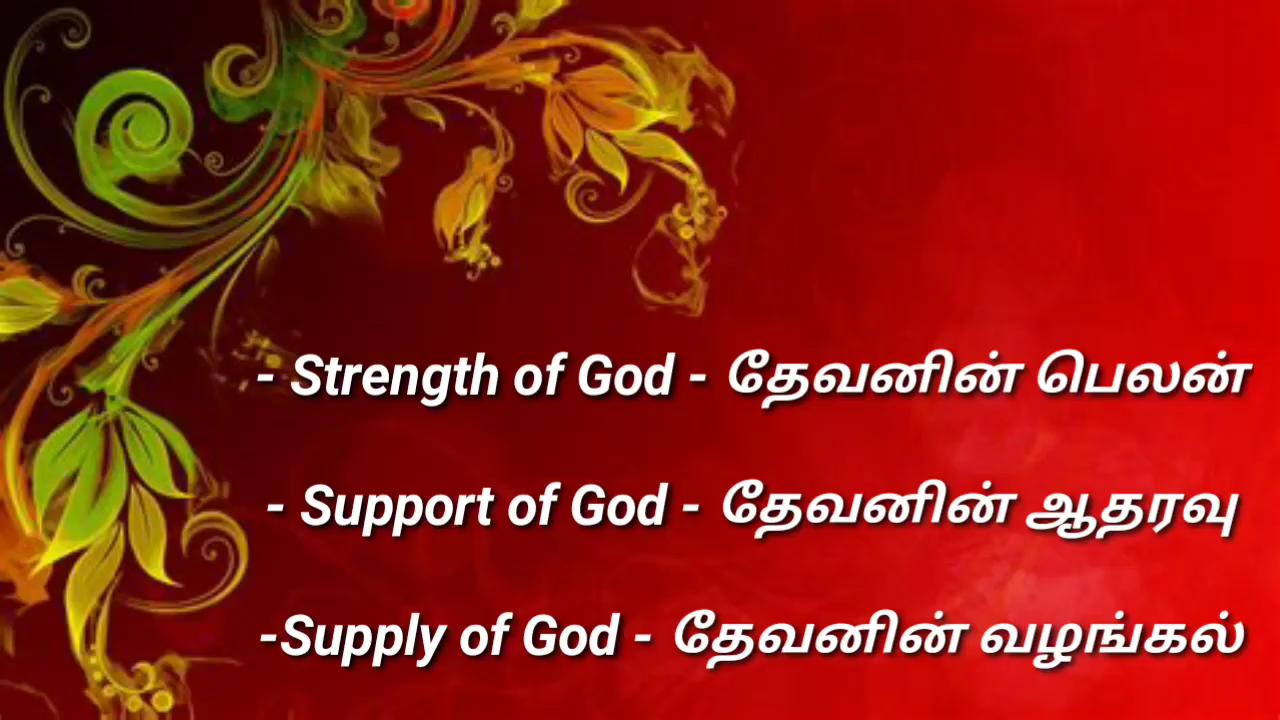 - Strength of God - தேவனின் பெலன்
- Support of God - தேவனின் ஆதரவு
-Supply of God - தேவனின் வழங்கல்